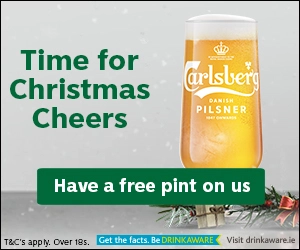 Time for
Christmas
Cheers
Carlsberg
DANISH
PILSNER
Have a free pint on us
T&C's apply. Over 18s.
Get the facts. Be DRINKAWARE
Visit drinkaware.ie